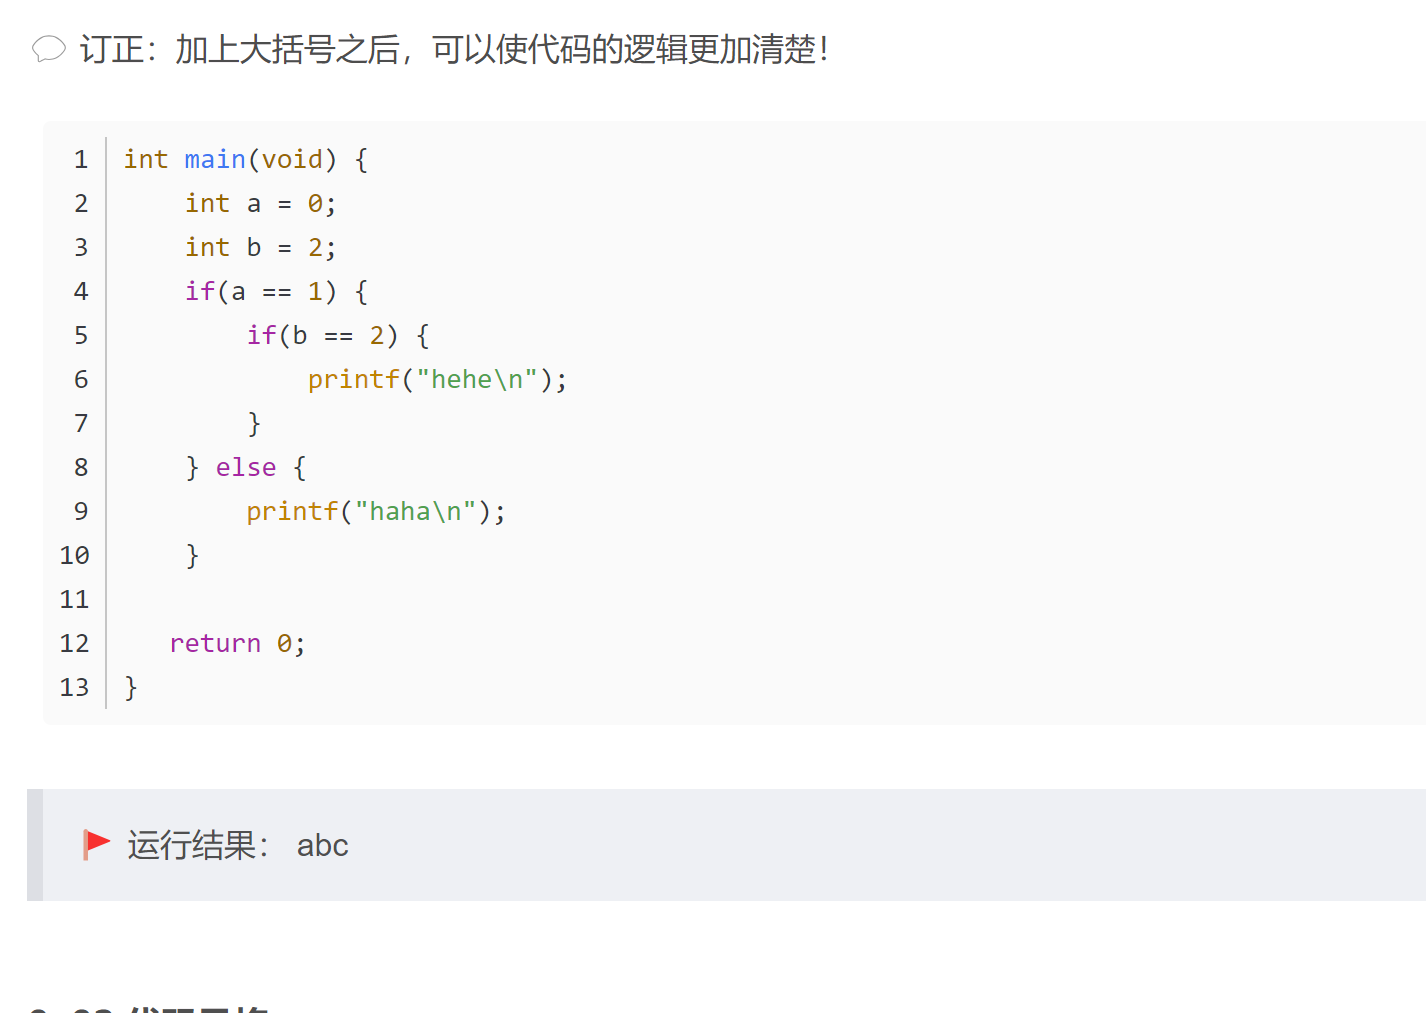 订正：加上大括号之后，可以使代码的逻辑更加清楚！
1 int main(void) {
2     int a = 0;
3     int b = 2;
4     if(a == 1) {
5         if(b == 2) {
6             printf("hehe\n");
7         }
8     } else {
9         printf("haha\n");
10     }
11
12    return 0;
13 }
运行结果： abc